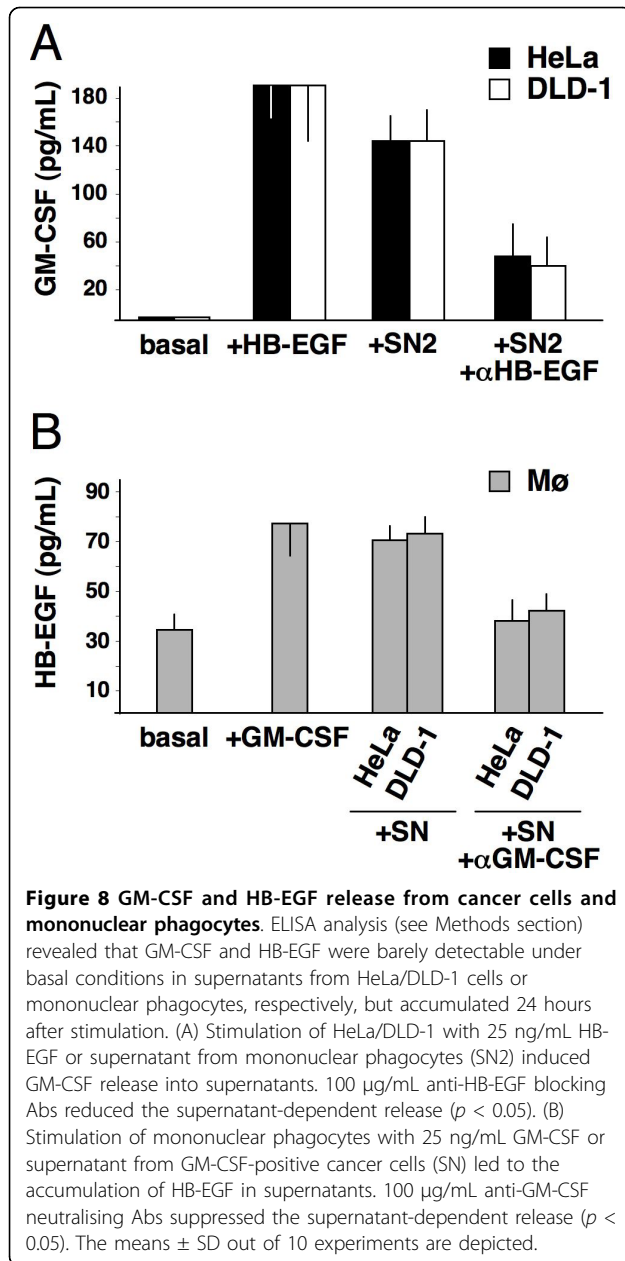 A
HeLa
DLD-1
GM-CSF (pg/mL)
180
140
100
60
20
basal +HB-EGF +SN2 +SN2
+αHB-EGF
B
Mø
HB-EGF (pg/mL)
90
70
50
30
10
basal +GM-CSF HeLa DLD-1 HeLa DLD-1
+SN +SN
+αGM-CSF
Figure 8 GM-CSF and HB-EGF release from cancer cells and
mononuclear phagocytes. ELISA analysis (see Methods section)
revealed that GM-CSF and HB-EGF were barely detectable under
basal conditions in supernatants from HeLa/DLD-1 cells or
mononuclear phagocytes, respectively, but accumulated 24 hours
after stimulation. (A) Stimulation of HeLa/DLD-1 with 25 ng/mL HB-
EGF or supernatant from mononuclear phagocytes (SN2) induced
GM-CSF release into supernatants. 100 μg/mL anti-HB-EGF blocking
Abs reduced the supernatant-dependent release (p < 0.05). (B)
Stimulation of mononuclear phagocytes with 25 ng/mL GM-CSF or
supernatant from GM-CSF-positive cancer cells (SN) led to the
accumulation of HB-EGF in supernatants. 100 μg/mL anti-GM-CSF
neutralising Abs suppressed the supernatant-dependent release (p <
0.05). The means ± SD out of 10 experiments are depicted.